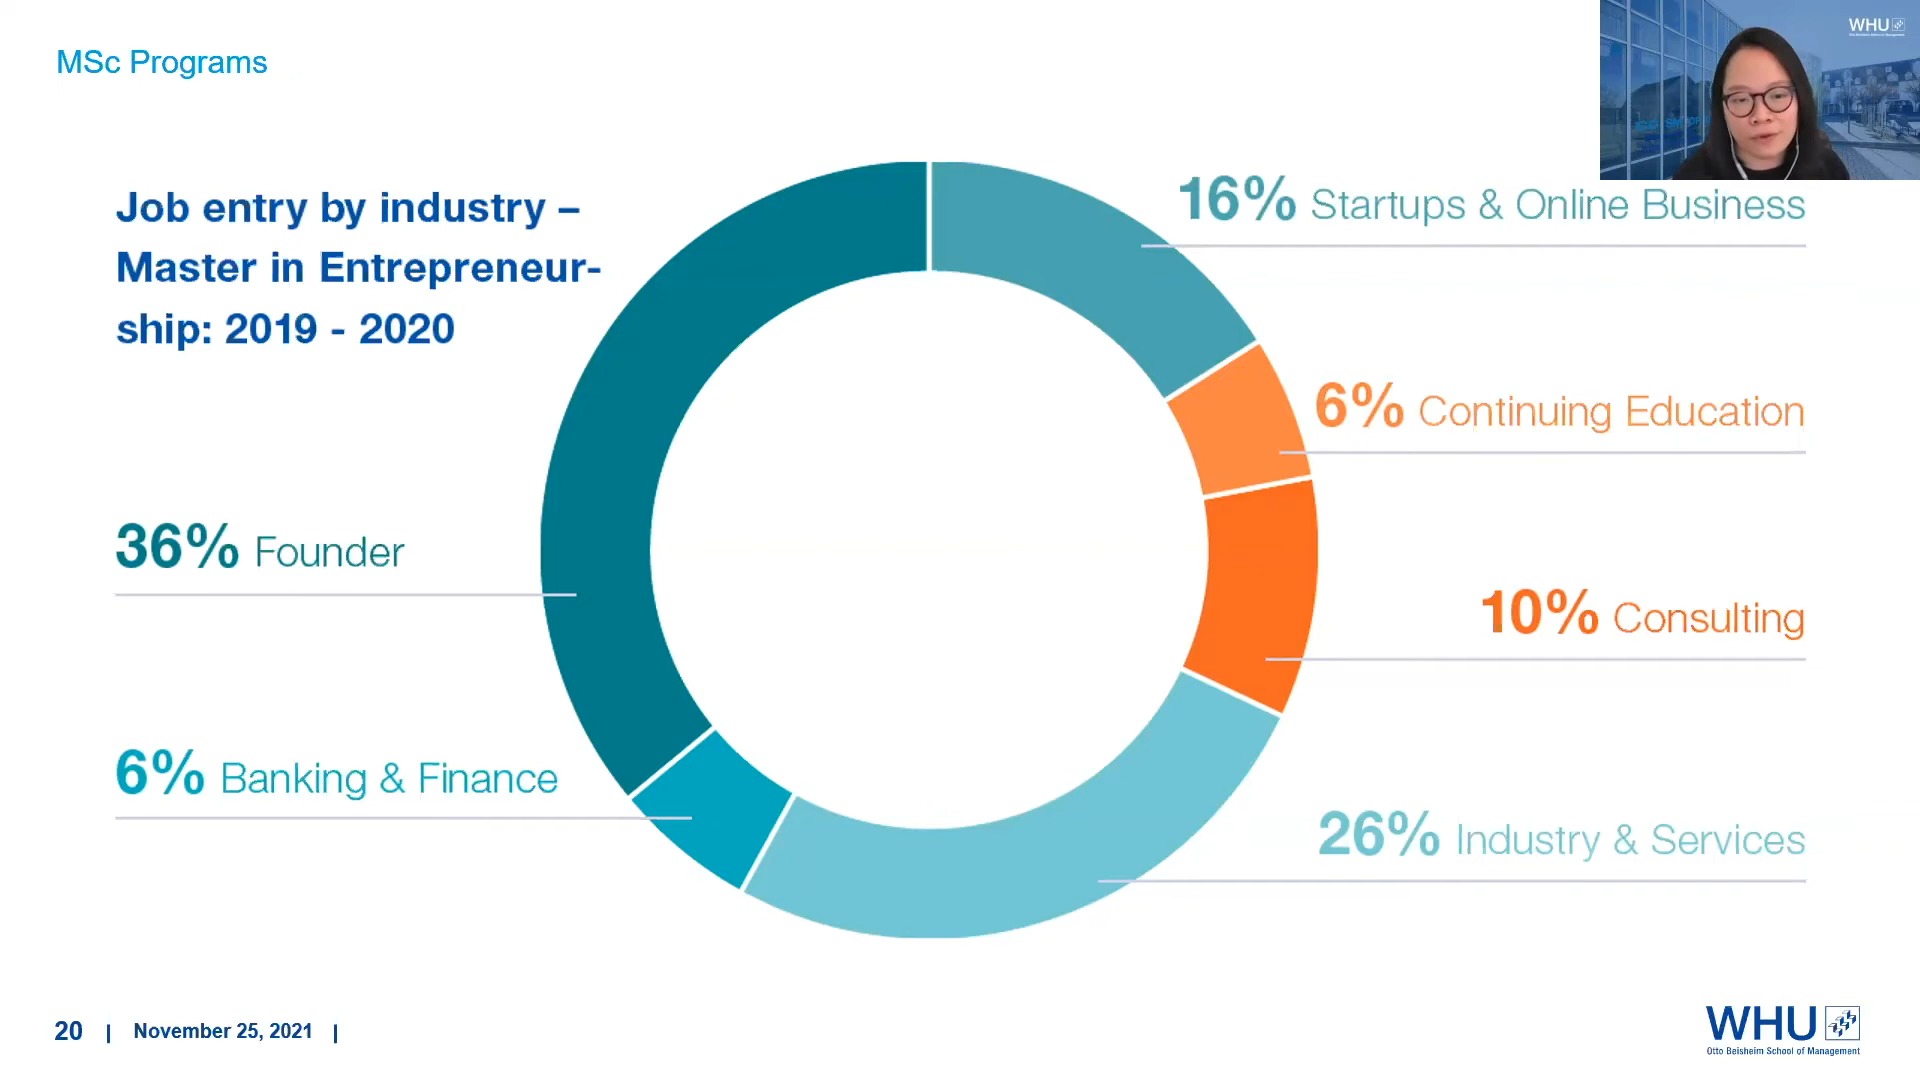 MSc Programs
WHU
Job entry by industry –
Master in Entrepreneur-
ship: 2019 - 2020
16% Startups & Online Business
6% Continuing Education
36% Founder
10% Consulting
6% Banking & Finance
26% Industry & Services
20 | November 25, 2021 |
WHU
Otto Beisheim School of Management